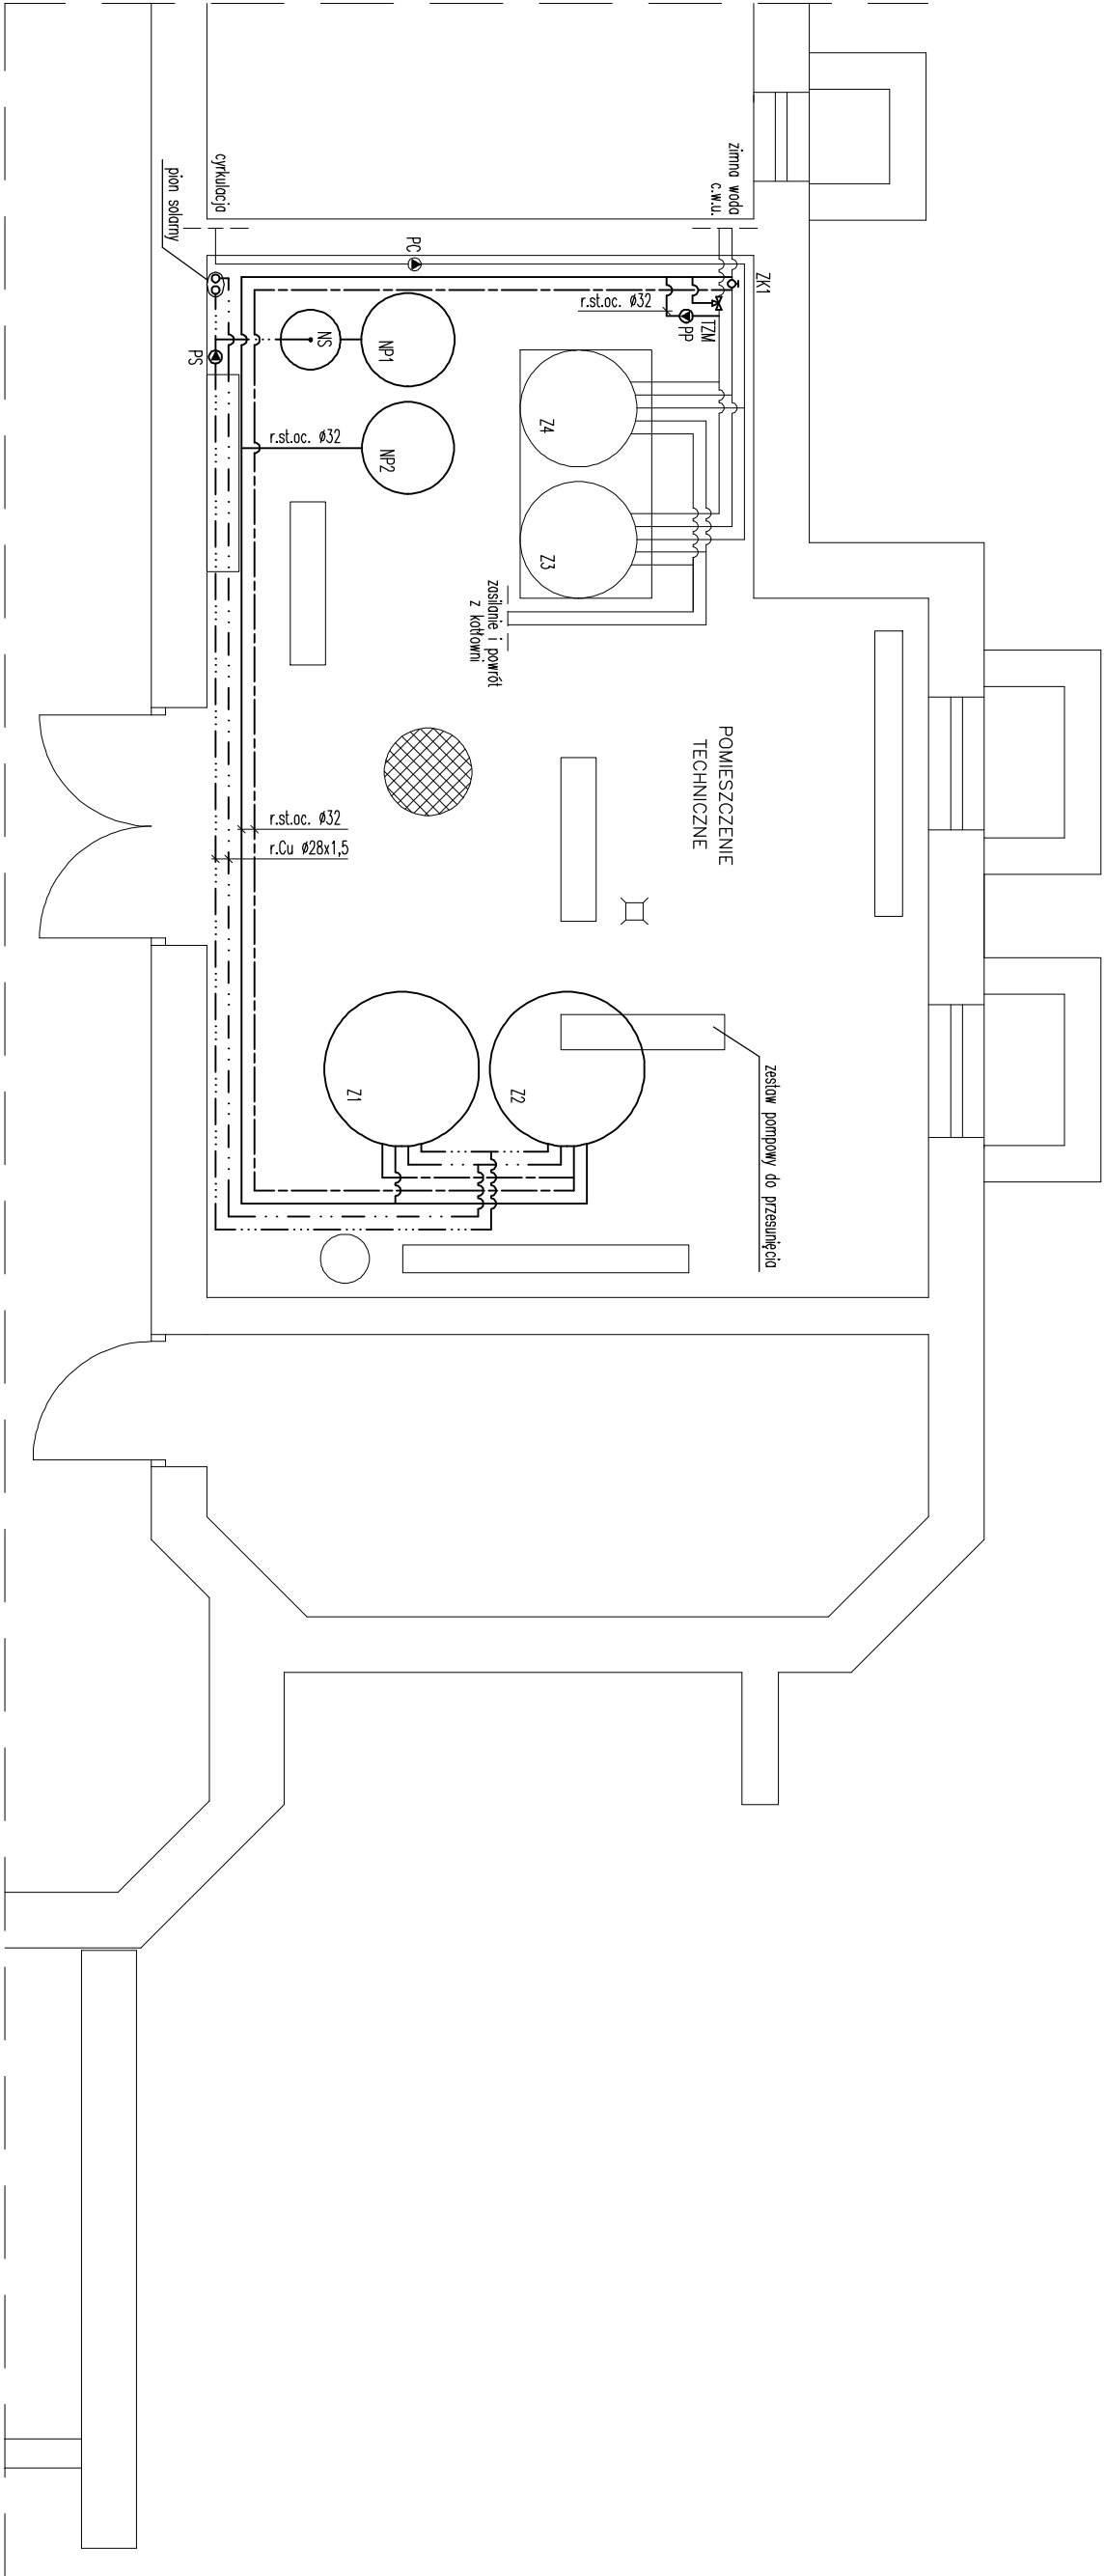 zimna woda
c.w.u.
cyrkulacja
pion solarny
PC
ZK1
r.st.oc. ø32
TZM
PP
NS
NP1
PS
Z4
r.st.oc. ø32
NP2
Z3
zasilanie i powrót
z kotłowni
POMIESZCZENIE
TECHNICZNE
r.st.oc. ø32
r.Cu ø28x1,5
Z1
Z2
zestaw pompowy do przesunięcia